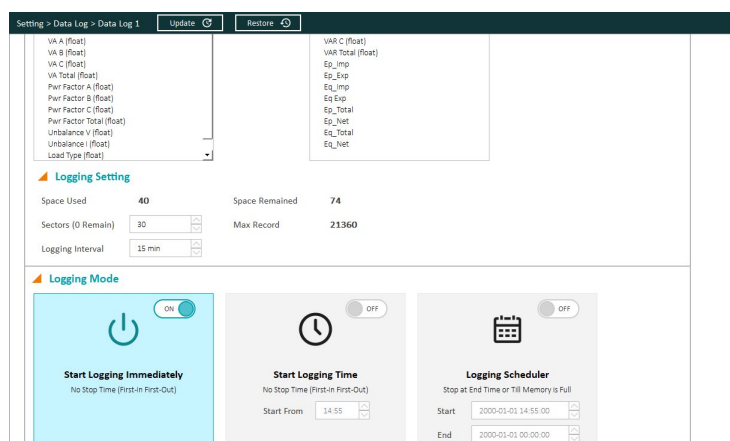 Setting > Data Log > Data Log 1 Update Restore
VA A (float)
VA B (float)
VA C (float)
VA Total (float)
Pwr Factor A (float)
Pwr Factor B (float)
Pwr Factor C (float)
Pwr Factor Total (float)
Unbalance V (float)
Unbalance I (float)
Load Type (float)
VAR C (float)
VAR Total (float)
Ep_Imp
Ep_Exp
Eq_Imp
Eq Exp
Ep_Total
Ep_Net
Eq_Total
Eq_Net
Logging Setting
Space Used 40 Space Remained 74
Sectors (0 Remain) 30 Max Record 21360
Logging Interval 15 min
Logging Mode
ON
Start Logging Immediately
No Stop Time (First-In First-Out)
OFF
Start Logging Time
No Stop Time (First-In First-Out)
Start From 14:55
OFF
Logging Scheduler
Stop at End Time or Till Memory is Full
Start 2000-01-01 14:55:00
End 2000-01-01 00:00:00